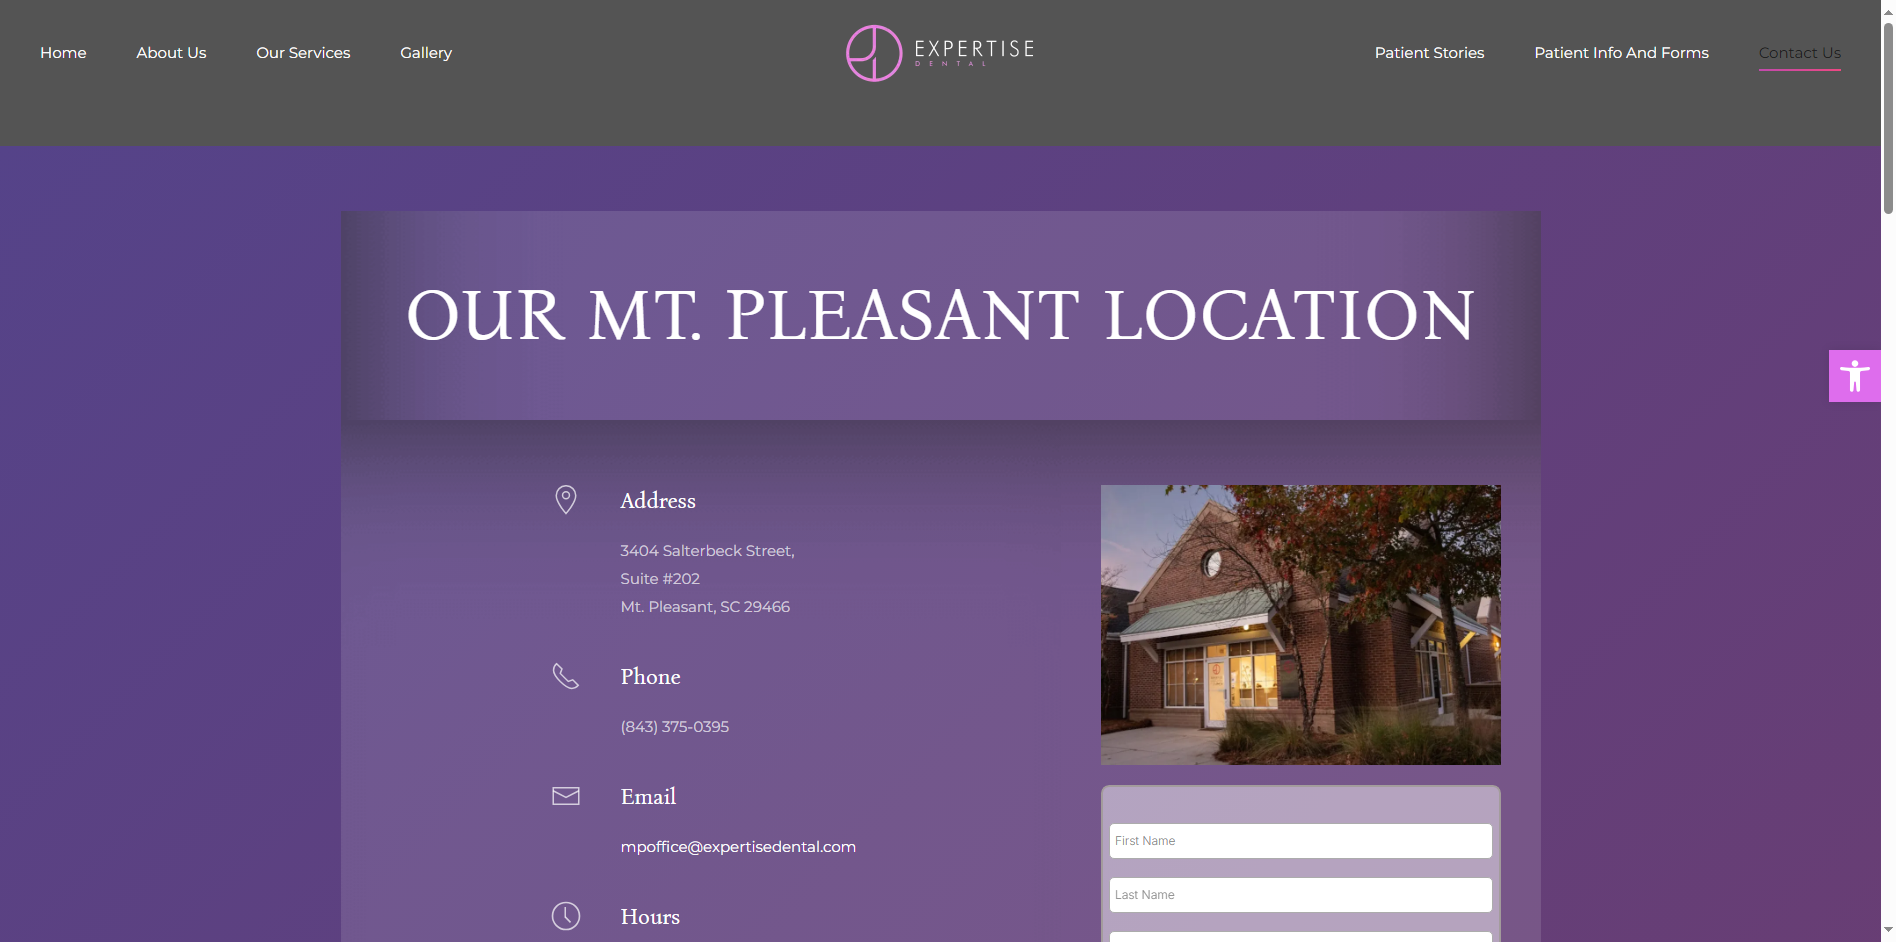 Home
About Us
Our Services
Gallery
EXPERTISE
DENTAL
Patient Stories
Patient Info And Forms
Contact Us
OUR MT. PLEASANT LOCATION
Address
3404 Salterbeck Street,
Suite #202
Mt. Pleasant, SC 29466
Phone
(843) 375-0395
Email
mpoffice@expertisedental.com
Hours
First Name
Last Name